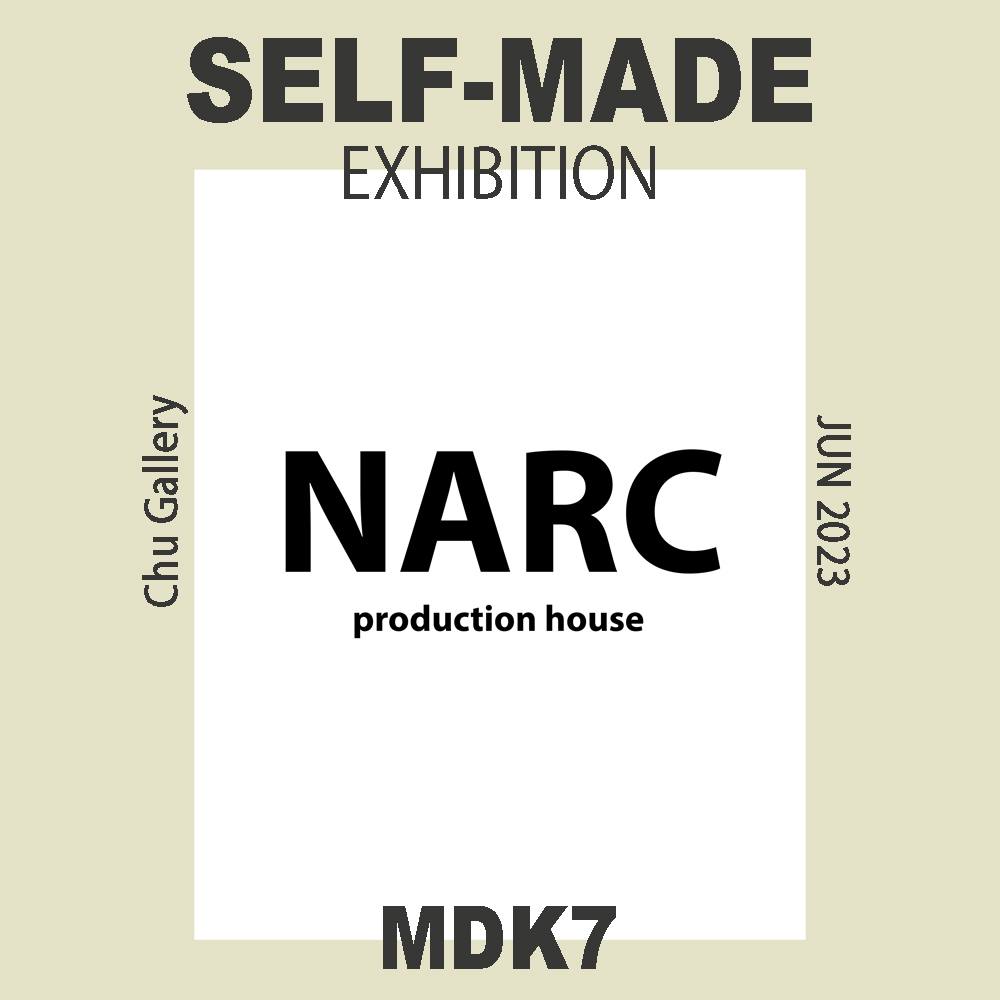 SELF-MADE
EXHIBITION
Chu Gallery
JUN 2023
NARC
production house
MDK7